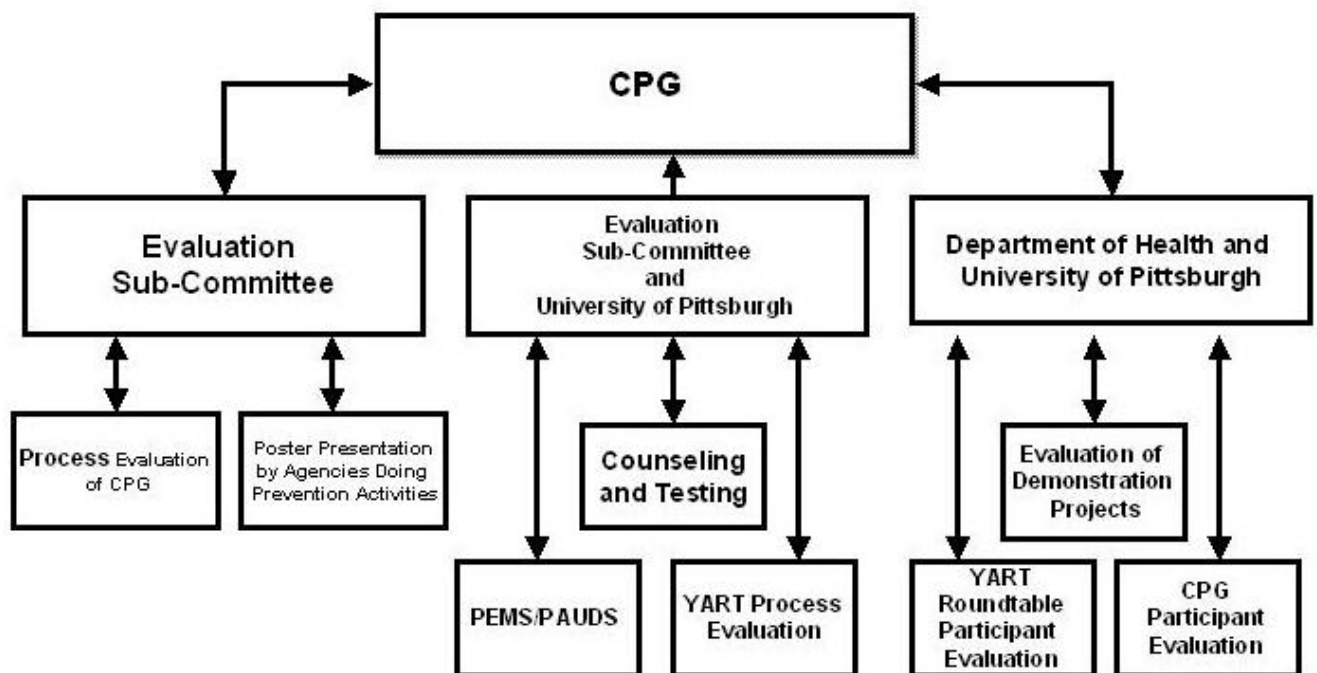 CPG
Evaluation
Sub-Committee
Evaluation
Sub-Committee
and
University of Pittsburgh
Department of Health and
University of Pittsburgh
Process Evaluation
of CPG
Poster Presentation
by Agencies Doing
Prevention Activities
Counseling
and Testing
Evaluation of
Demonstration
Projects
PEMS/PAUDS
YART Process
Evaluation
YART
Roundtable
Participant
Evaluation
CPG
Participant
Evaluation